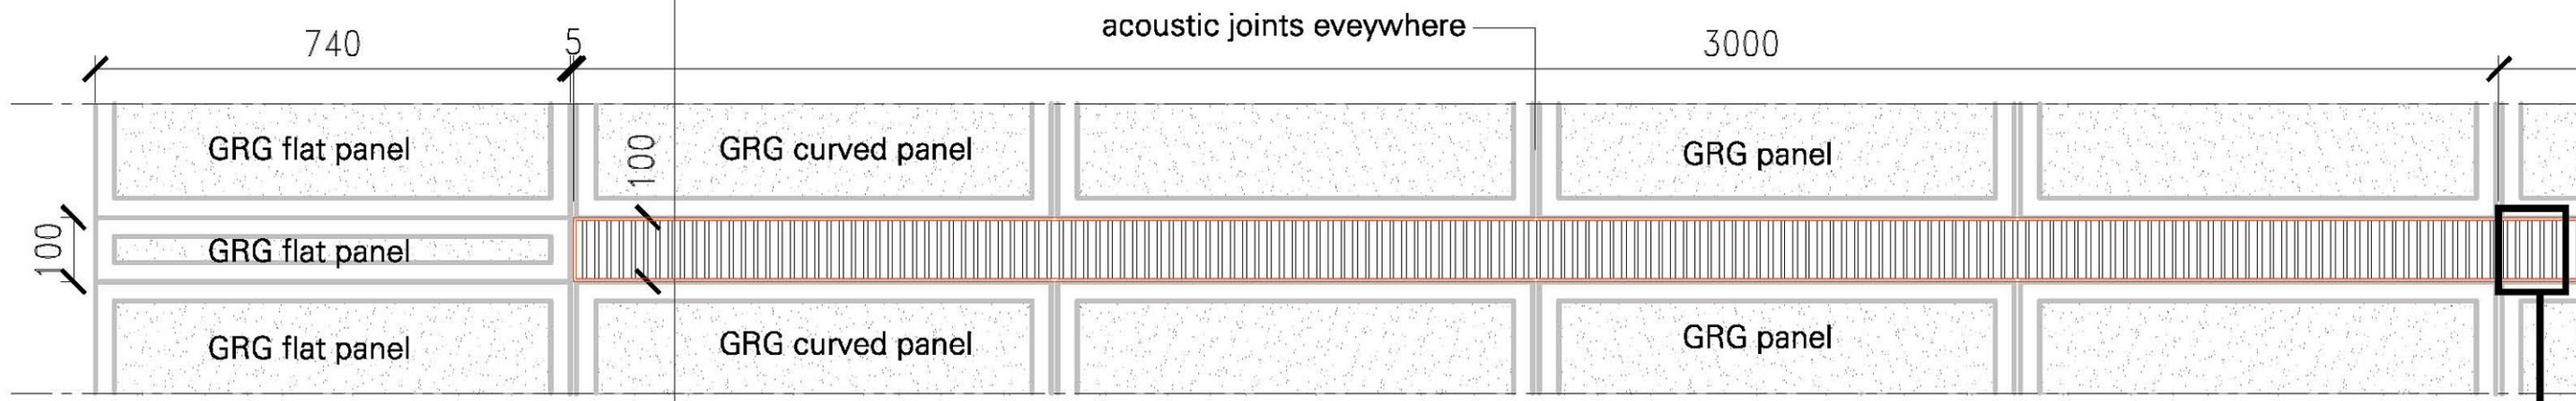 acoustic joints eveywhere
740
5
3000
GRG flat panel
100
GRG curved panel
GRG panel
100
GRG flat panel
GRG flat panel
GRG curved panel
GRG panel